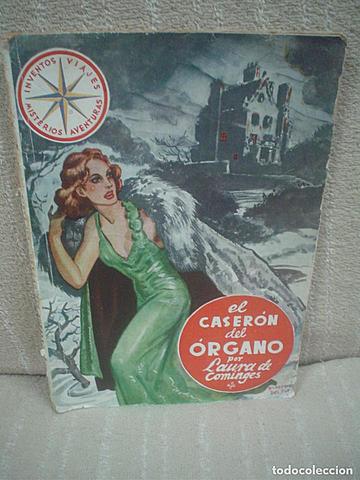 INVENTOS VIAJES
MISTERIOS AVENTURAS
el
CASERÓN
del
ÓRGANO
por
Laura de
Cominges
todocoleccion